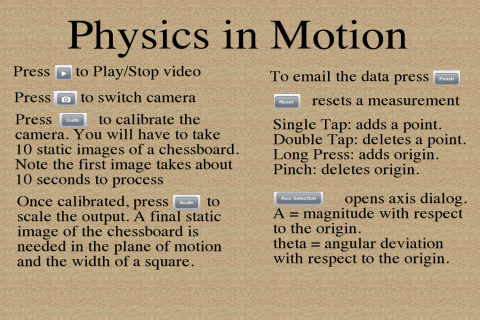 Physics in Motion
Press to Play/Stop video
Press to switch camera
Press Calib to calibrate the
camera. You will have to take
10 static images of a chessboard.
Note the first image takes about
10 seconds to process
Once calibrated, press Scale to
scale the output. A final static
image of the chessboard is
needed in the plane of motion
and the width of a square.
To email the data press Finish
Reset resets a measurement
Single Tap: adds a point.
Double Tap: deletes a point.
Long Press: adds origin.
Pinch: deletes origin.
Axis Selection opens axis dialog.
A = magnitude with respect
to the origin.
theta = angular deviation
with respect to the origin.